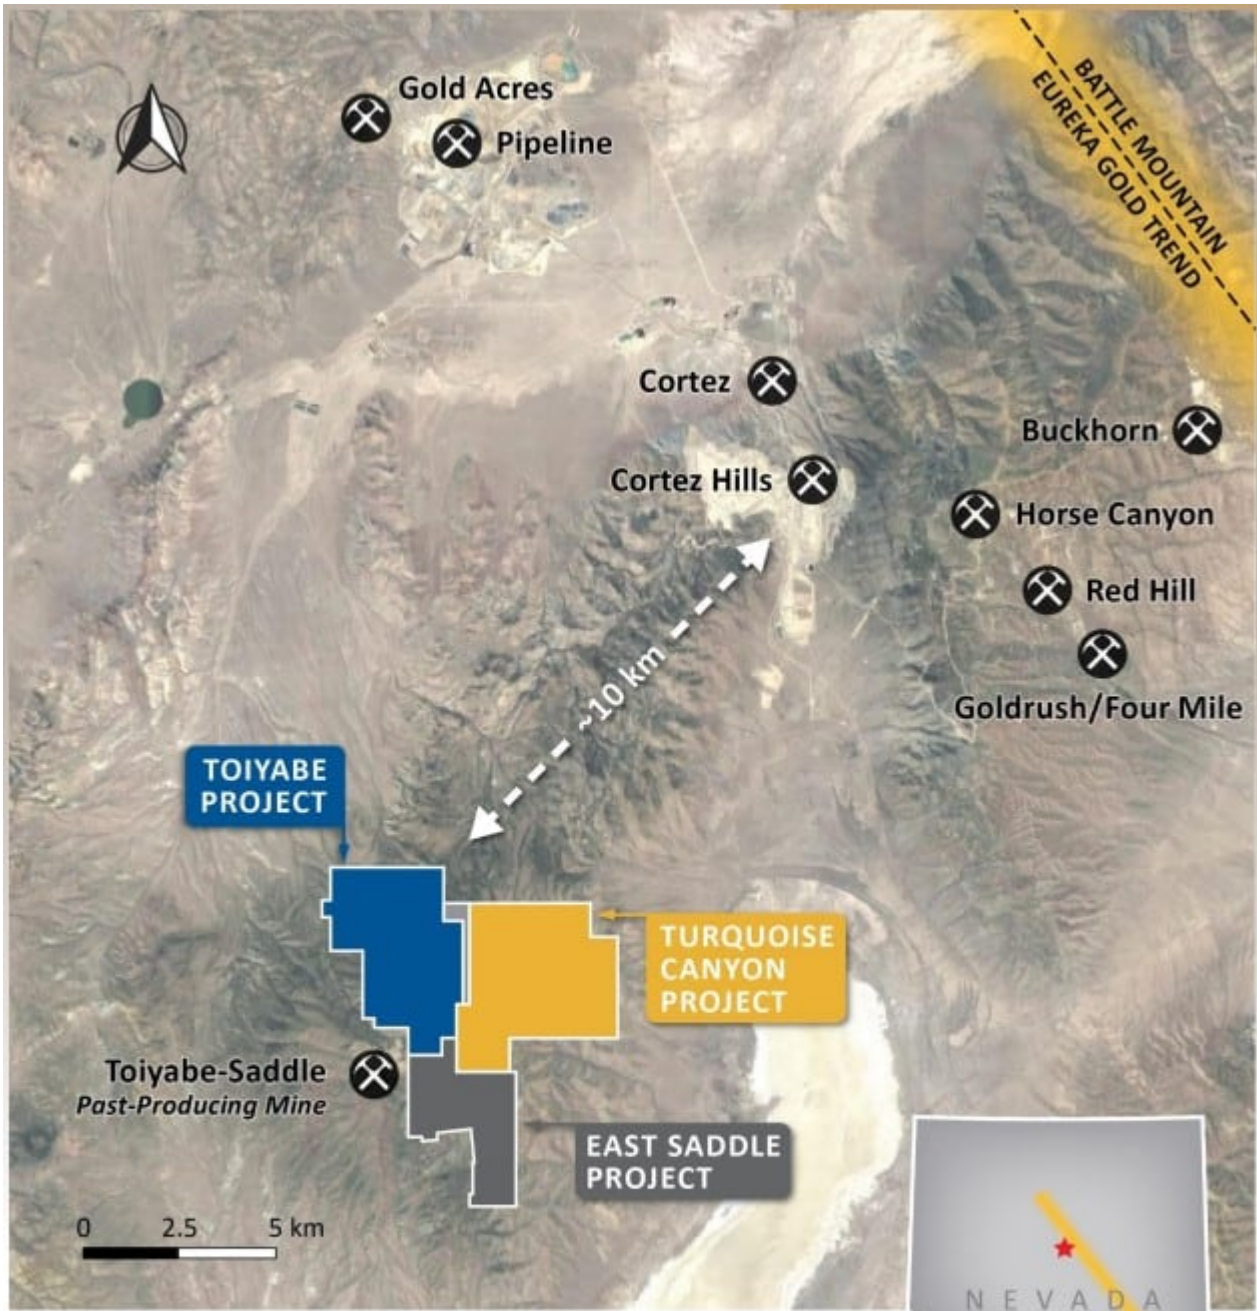 Gold Acres
Pipeline
BATTLE MOUNTAIN
EUREKA GOLD TREND
Cortez
Buckhorn
Cortez Hills
Horse Canyon
Red Hill
Goldrush/Four Mile
~10 km
TOIYABE
PROJECT
TURQUOISE
CANYON
PROJECT
Toiyabe-Saddle
Past-Producing Mine
EAST SADDLE
PROJECT
0 2.5 5 km
NEVADA